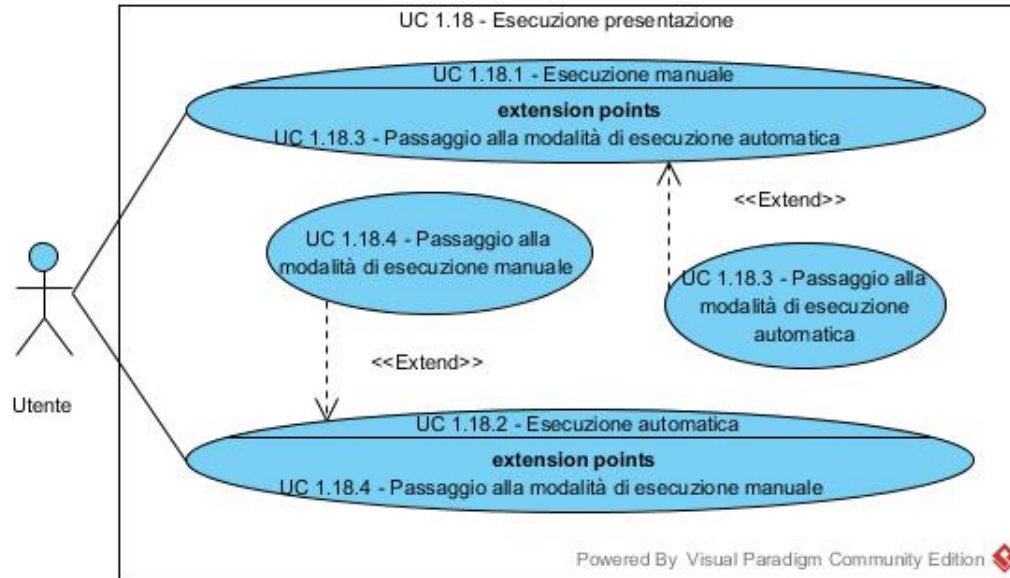 UC 1.18 - Esecuzione presentazione
UC 1.18.1 - Esecuzione manuale
extension points
UC 1.18.3 - Passaggio alla modalità di esecuzione automatica
<<Extend>>
UC 1.18.4 - Passaggio alla
modalità di esecuzione manuale
UC 1.18.3 - Passaggio alla
modalità di esecuzione
automatica
<<Extend>>
Utente
UC 1.18.2 - Esecuzione automatica
extension points
UC 1.18.4 - Passaggio alla modalità di esecuzione manuale
Powered By Visual Paradigm Community Edition